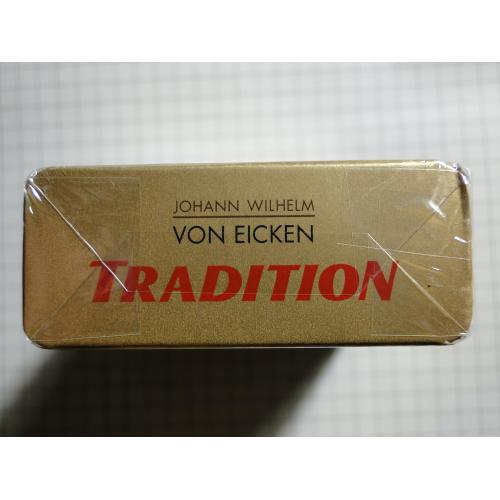 JOHANN WILHELM
VON EICKEN
TRADITION